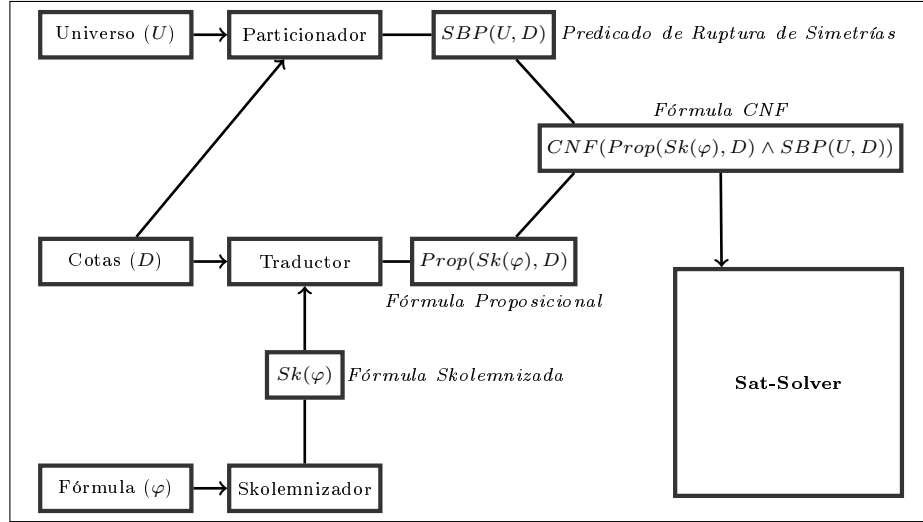 Universo (U)
Particionador
SBP(U, D)
Predicado de Ruptura de Simetrías
Fórmula CNF
CNF(Prop(Sk(φ), D) ∧ SBP(U, D))
Cotas (D)
Traductor
Prop(Sk(φ), D)
Fórmula Proposicional
Sk(φ)
Fórmula Skolemnizada
Sat-Solver
Fórmula (φ)
Skolemnizador